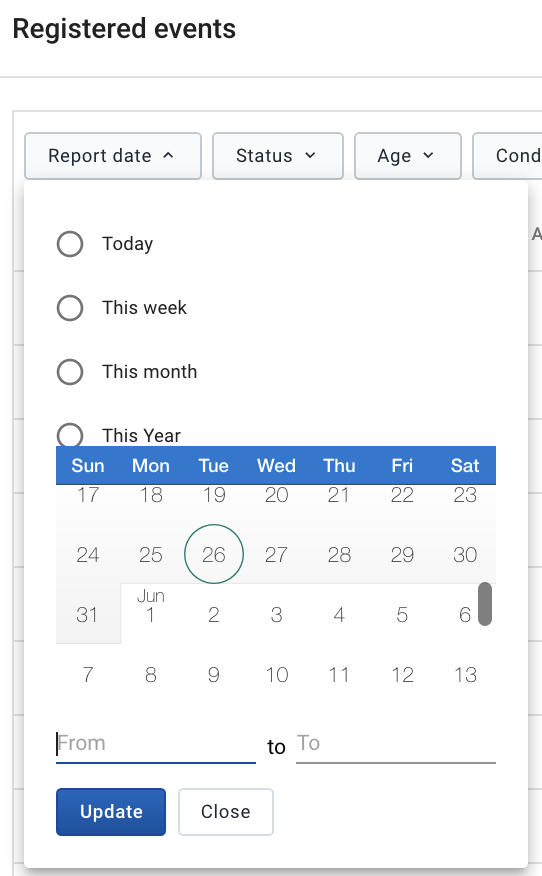 Registered events
Report date Status Age Cond
A
Today
This week
This month
This Year
Sun Mon Tue Wed Thu Fri Sat
17 18 19 20 21 22 23
24 25 26 27 28 29 30
Jun
31 1 2 3 4 5 6
7 8 9 10 11 12 13
From to To
Update Close